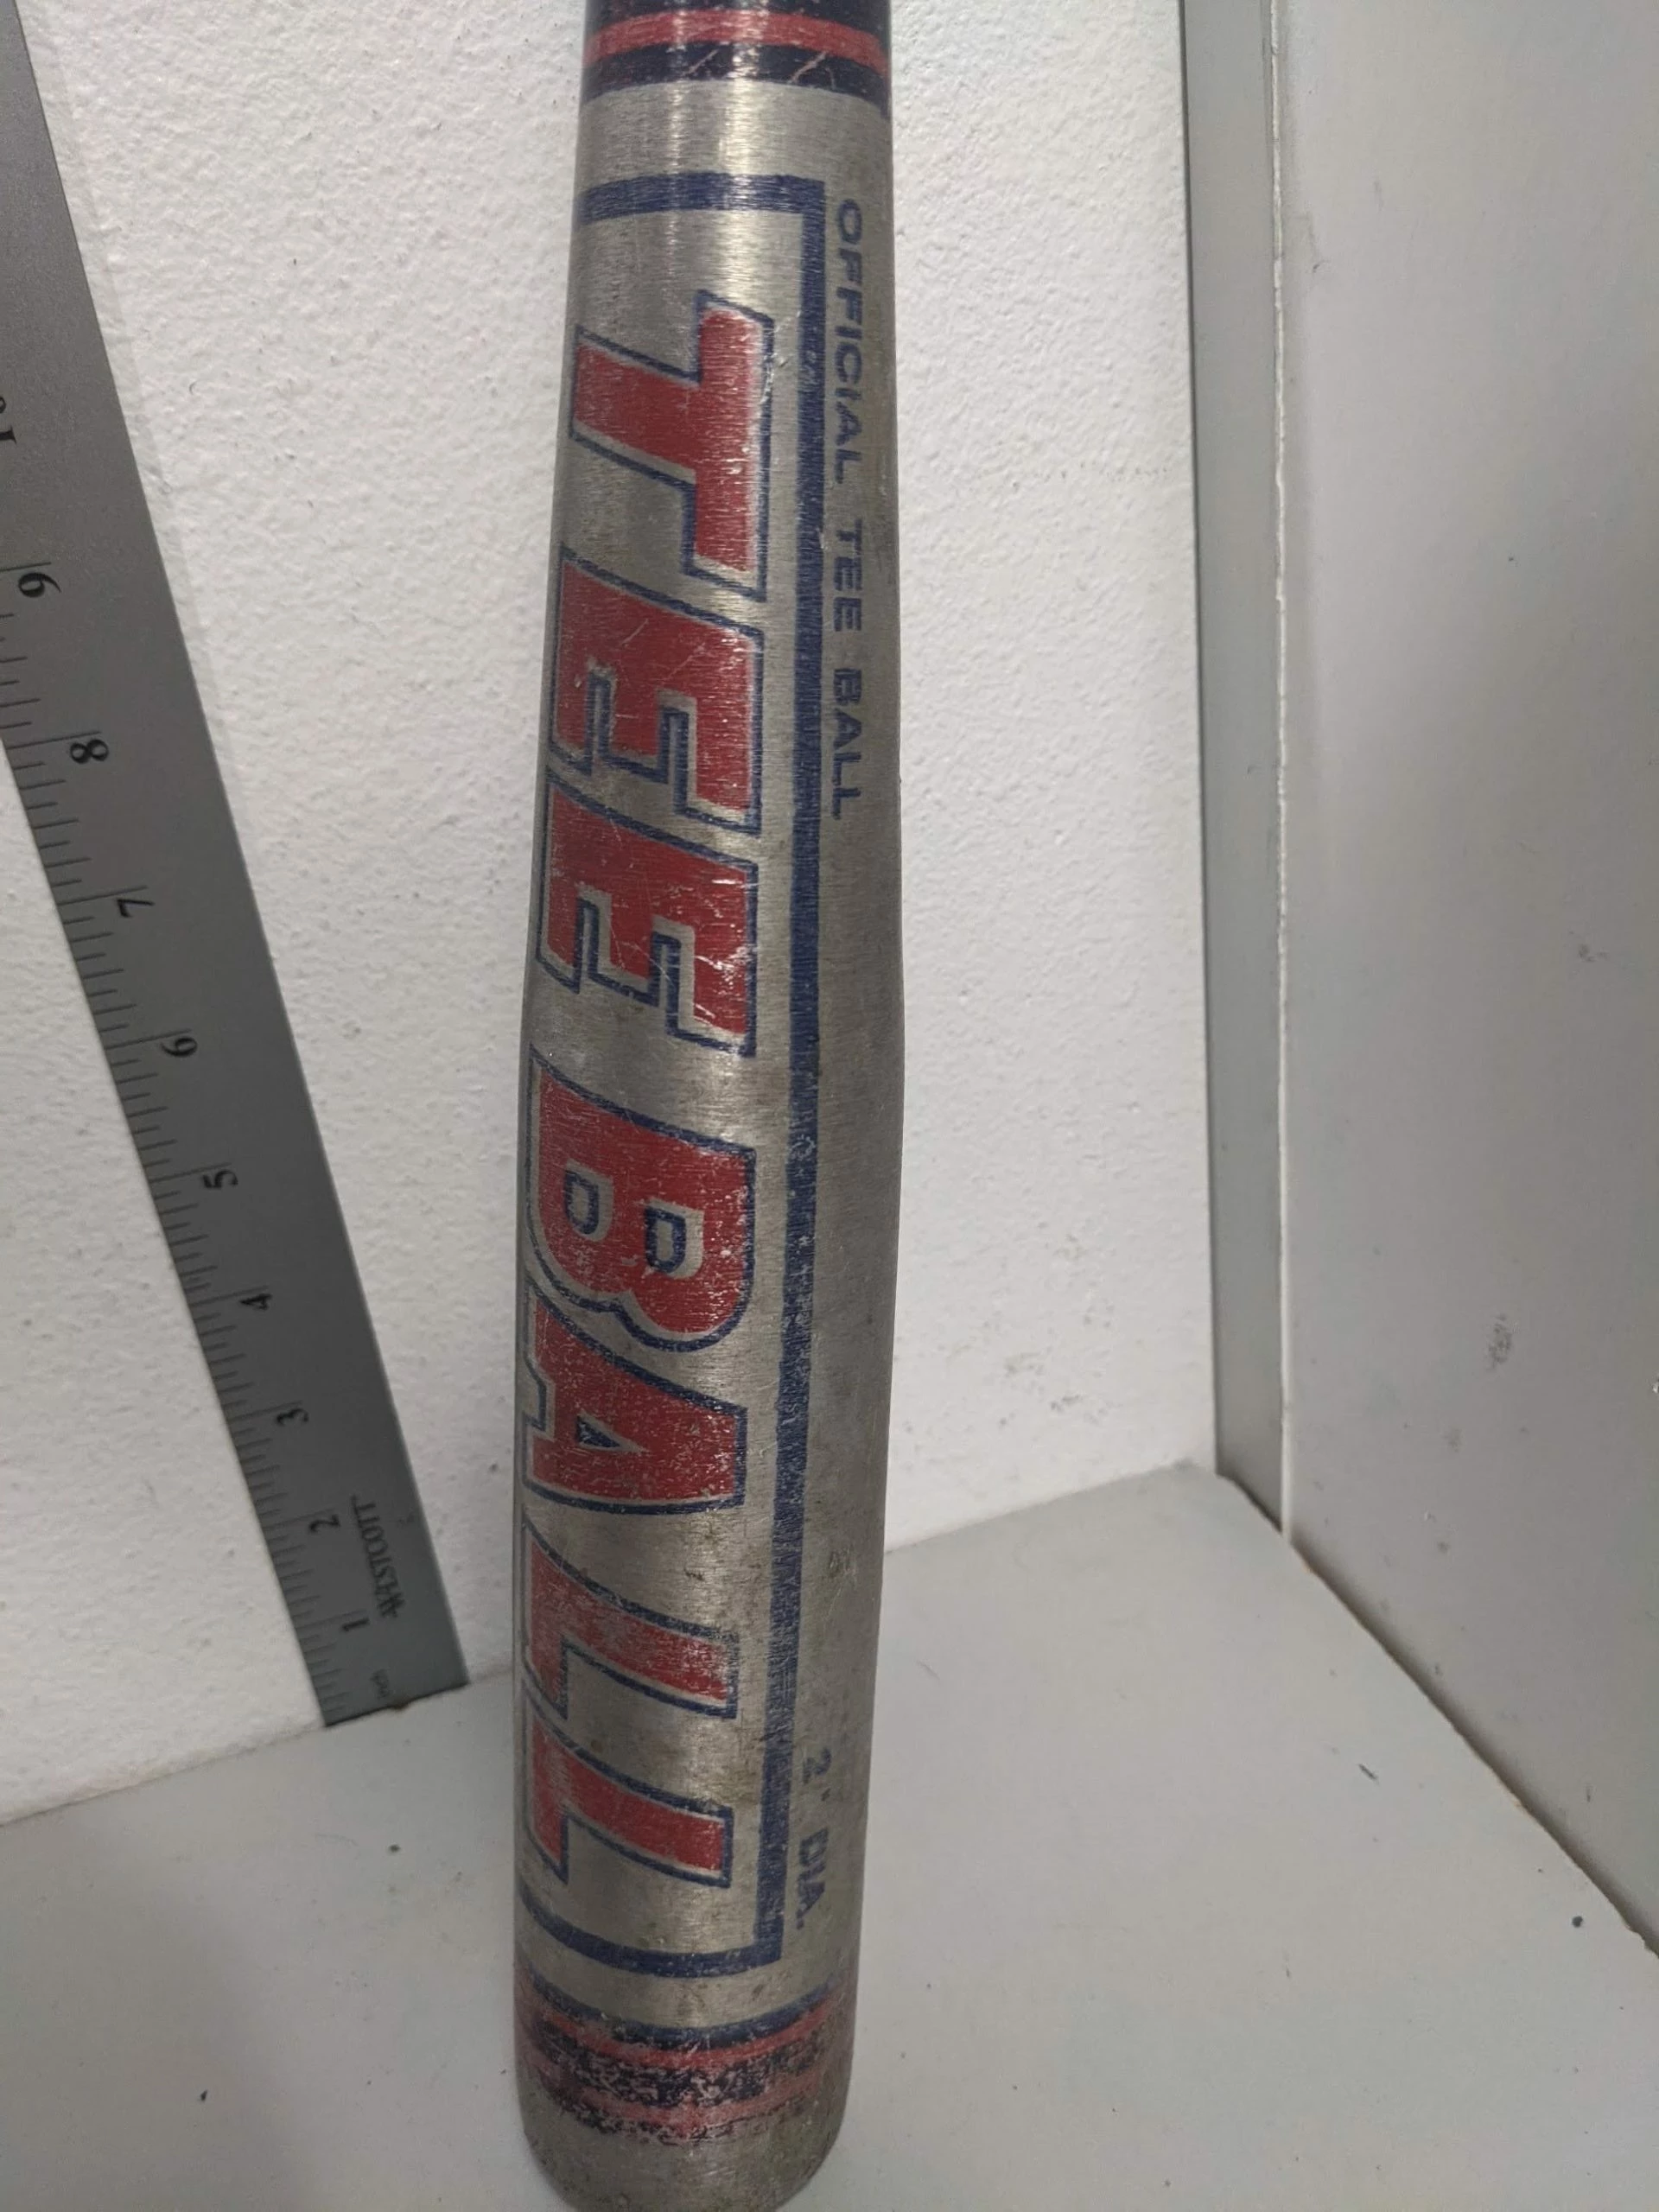 OFFICIAL TEE BALL
2" DIA.
TEE BALL
WESTCOTT
1
2
3
4
5
6
7
8
9